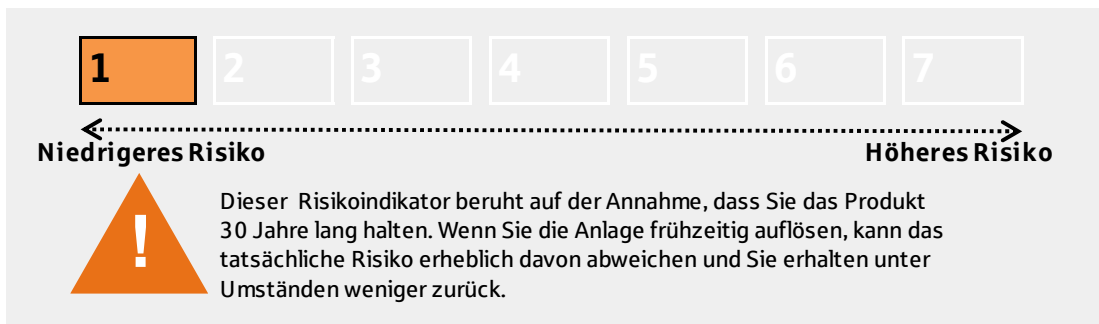 1 2 3 4 5 6 7
Niedrigeres Risiko Höheres Risiko
!
Dieser Risikoindikator beruht auf der Annahme, dass Sie das Produkt
30 Jahre lang halten. Wenn Sie die Anlage frühzeitig auflösen, kann das
tatsächliche Risiko erheblich davon abweichen und Sie erhalten unter
Umständen weniger zurück.